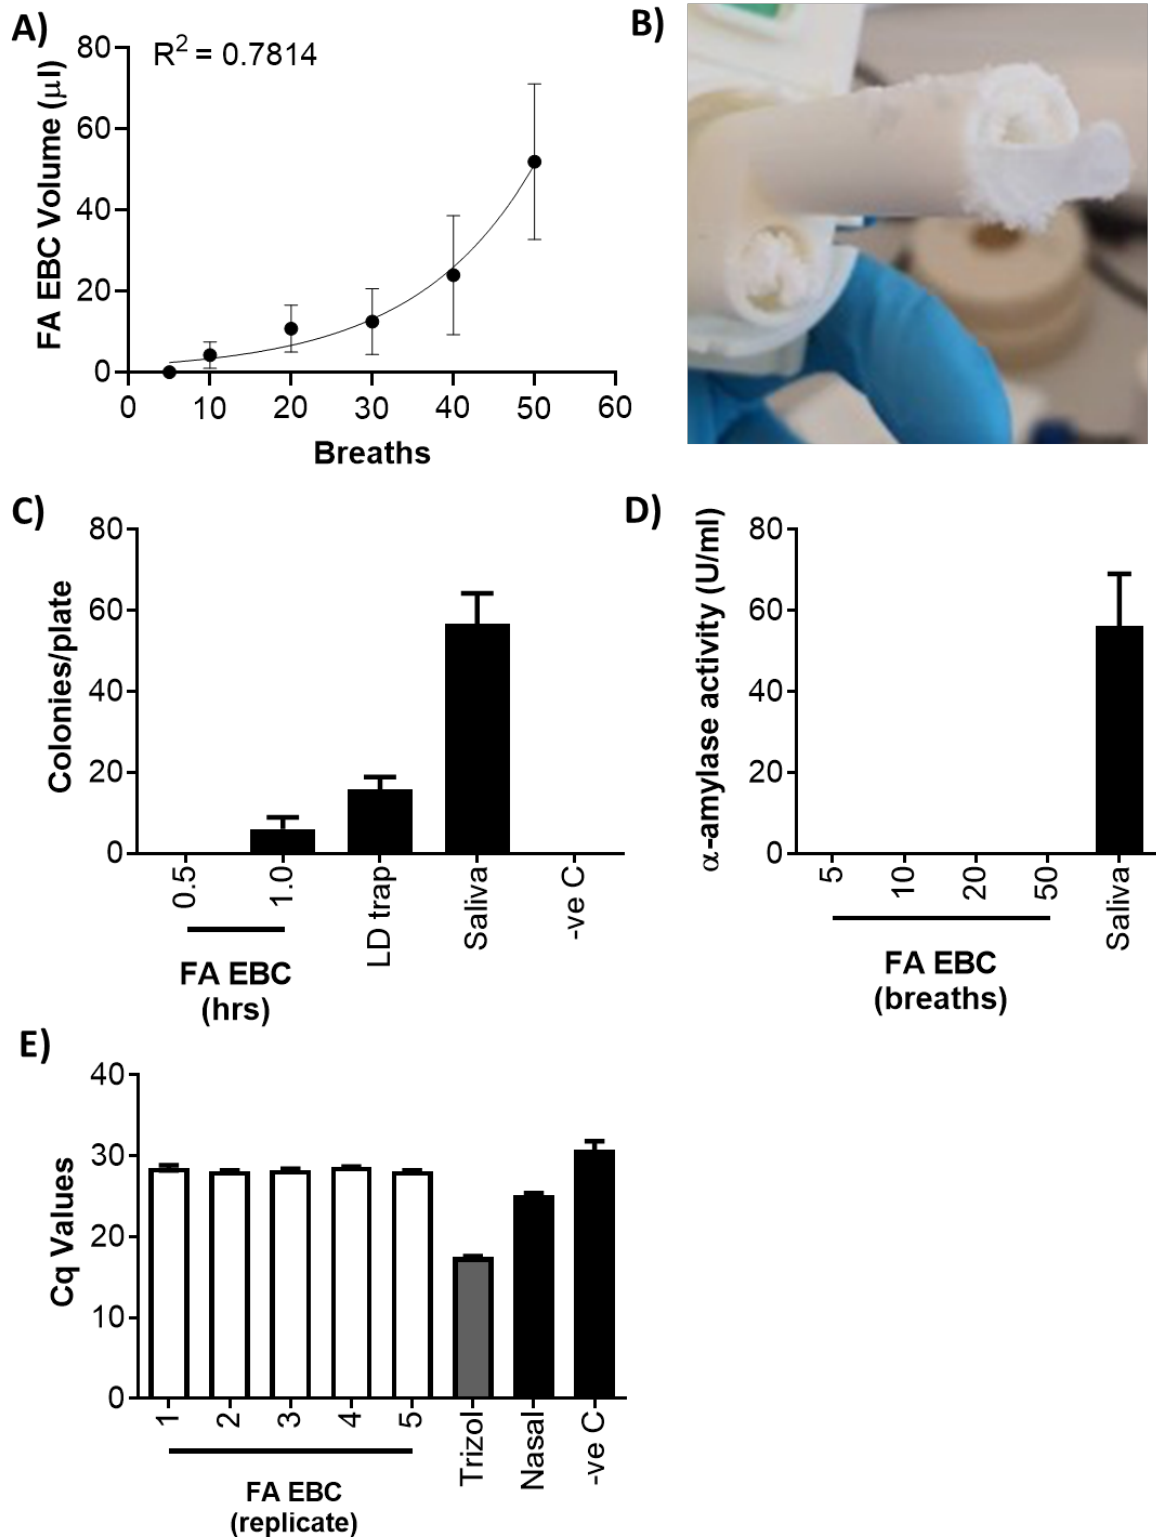 A)
R² = 0.7814
FA EBC Volume (µl)
80
60
40
20
0
0 10 20 30 40 50 60
Breaths
B)
C)
Colonies/plate
80
60
40
20
0
0.5 1.0 LD trap Saliva -ve C
FA EBC
(hrs)
D)
α-amylase activity (U/ml)
80
60
40
20
0
5 10 20 50 Saliva
FA EBC
(breaths)
E)
Cq Values
40
30
20
10
0
1 2 3 4 5 Trizol Nasal -ve C
FA EBC
(replicate)